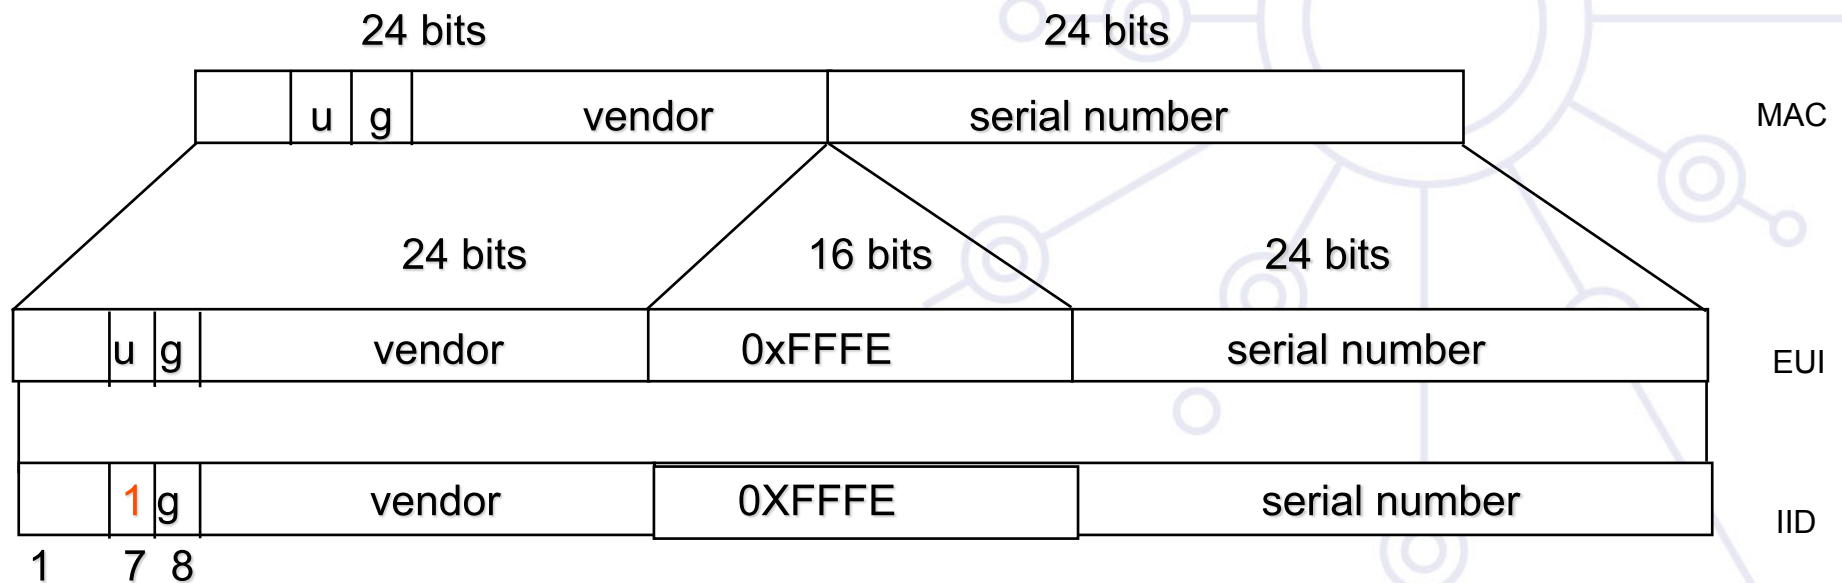 24 bits 24 bits
u g vendor serial number MAC
24 bits 16 bits 24 bits
u g vendor 0xFFFE serial number EUI
1 g vendor 0XFFFE serial number IID
1 7 8